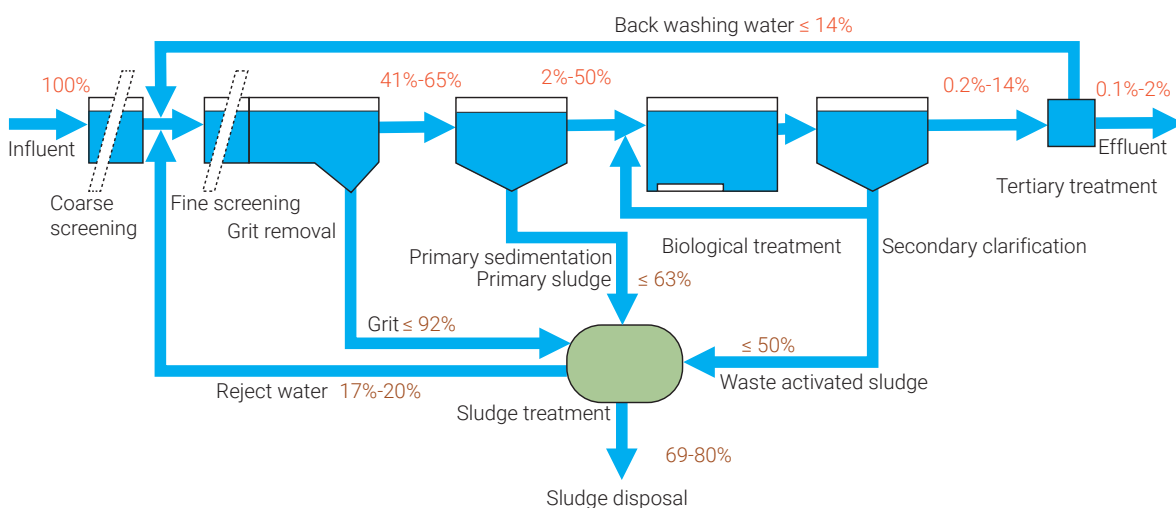 Back washing water ≤ 14%
100%
41%-65%
2%-50%
0.2%-14%
0.1%-2%
Influent
Effluent
Coarse
screening
Fine screening
Grit removal
Tertiary treatment
Primary sedimentation
Primary sludge
Biological treatment
Secondary clarification
≤ 63%
Grit ≤ 92%
≤ 50%
Waste activated sludge
Reject water 17%-20%
Sludge treatment
69-80%
Sludge disposal